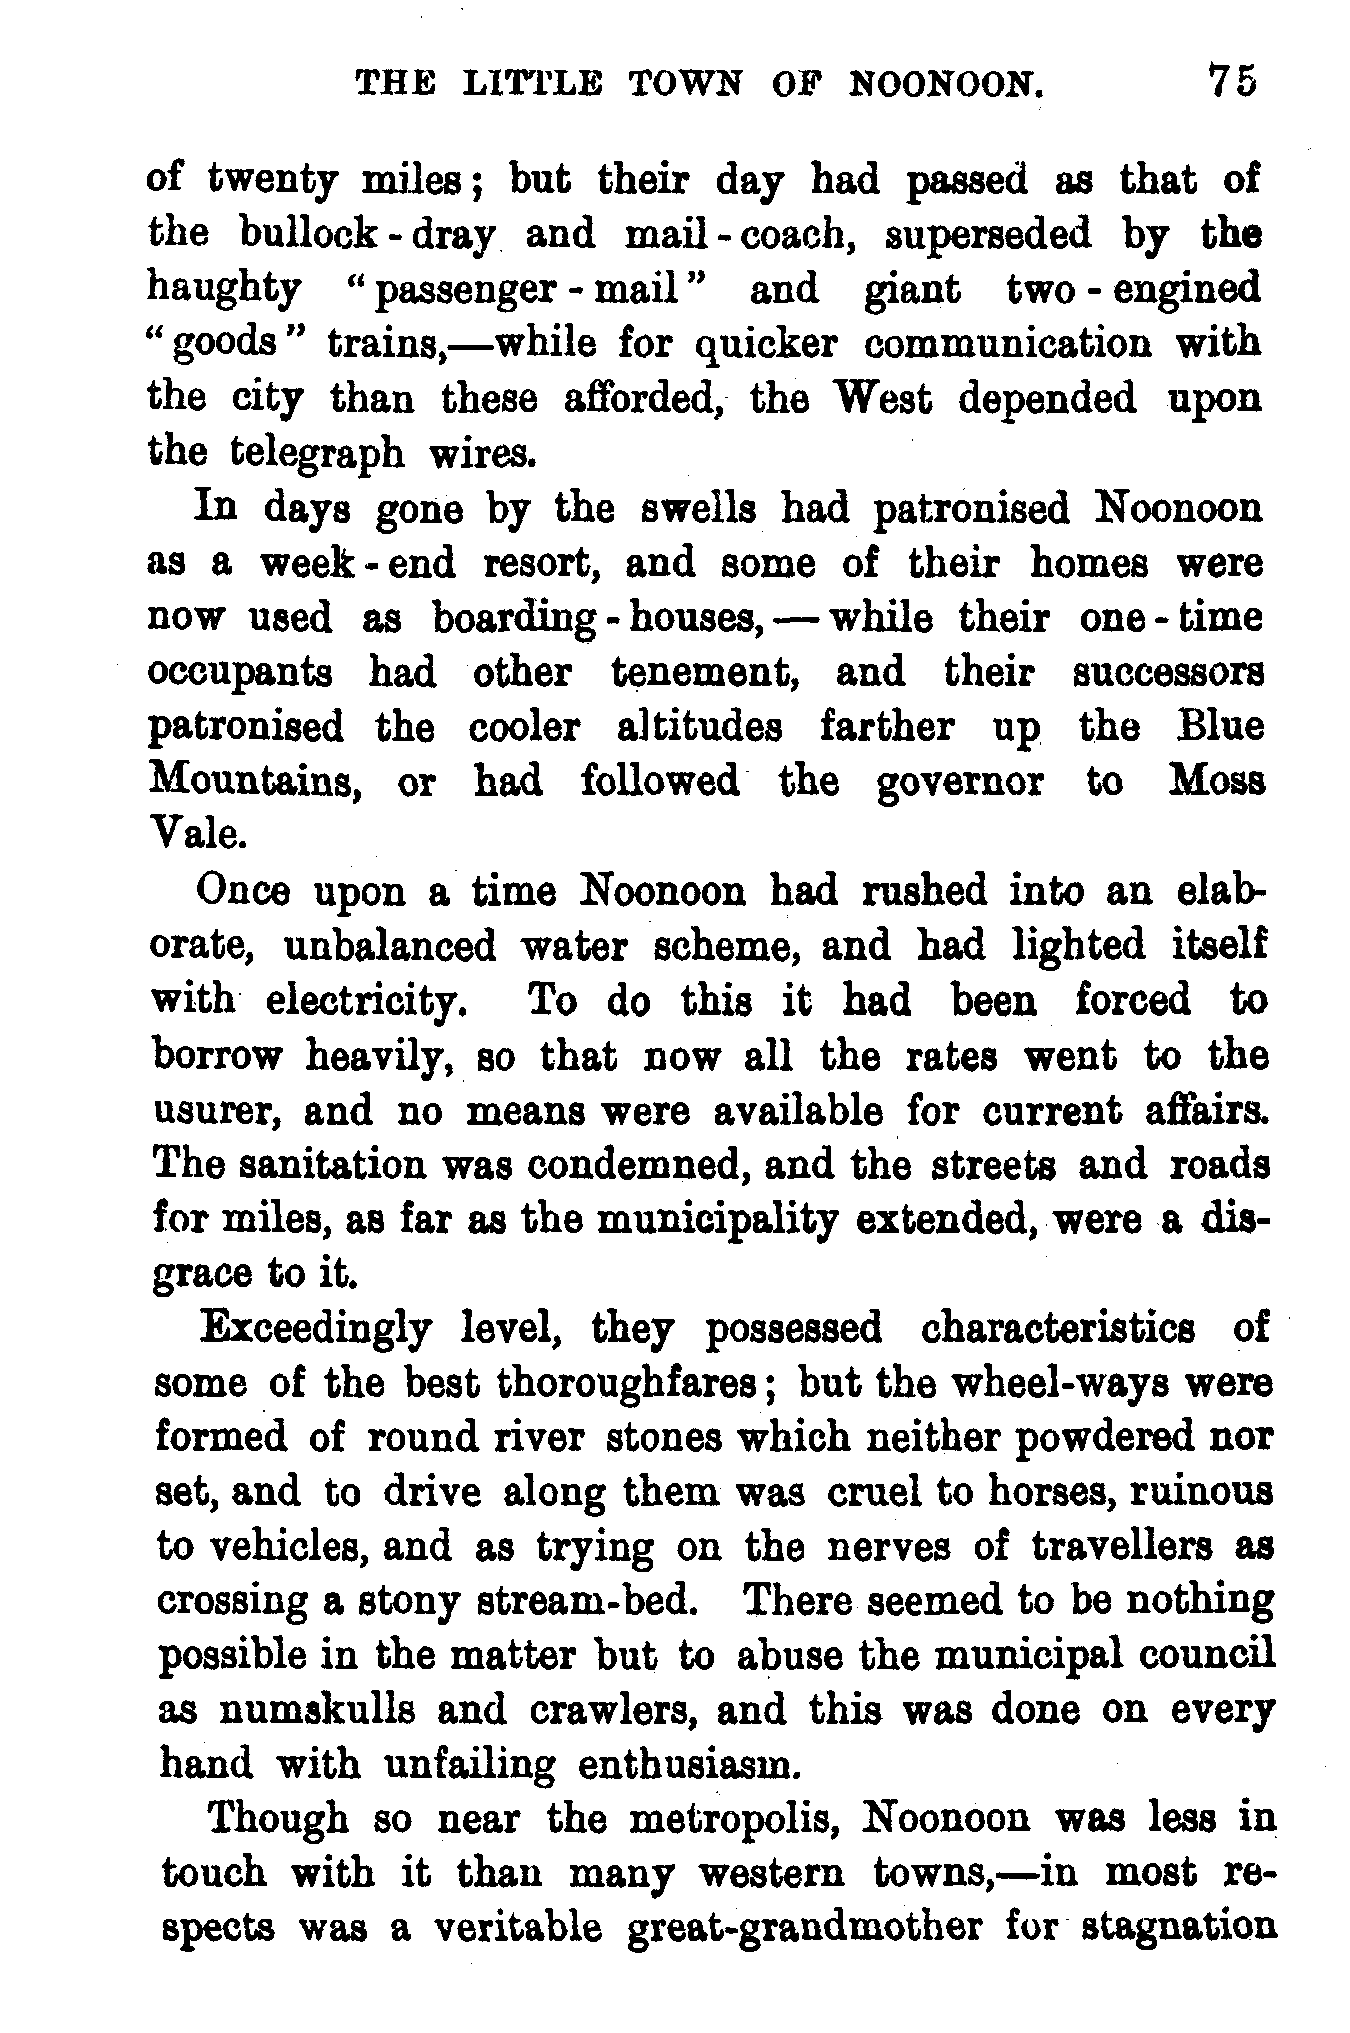 THE LITTLE TOWN OF NOONOON. 75
of twenty miles; but their day had passed as that of
the bullock-dray and mail-coach, superseded by the
haughty "passenger-mail" and giant two-engined
"goods" trains,—while for quicker communication with
the city than these afforded, the West depended upon
the telegraph wires.
In days gone by the swells had patronised Noonoon
as a week-end resort, and some of their homes were
now used as boarding-houses,—while their one-time
occupants had other tenement, and their successors
patronised the cooler altitudes farther up the Blue
Mountains, or had followed the governor to Moss
Vale.
Once upon a time Noonoon had rushed into an elab-
orate, unbalanced water scheme, and had lighted itself
with electricity. To do this it had been forced to
borrow heavily, so that now all the rates went to the
usurer, and no means were available for current affairs.
The sanitation was condemned, and the streets and roads
for miles, as far as the municipality extended, were a dis-
grace to it.
Exceedingly level, they possessed characteristics of
some of the best thoroughfares; but the wheel-ways were
formed of round river stones which neither powdered nor
set, and to drive along them was cruel to horses, ruinous
to vehicles, and as trying on the nerves of travellers as
crossing a stony stream-bed. There seemed to be nothing
possible in the matter but to abuse the municipal council
as numskulls and crawlers, and this was done on every
hand with unfailing enthusiasm.
Though so near the metropolis, Noonoon was less in
touch with it than many western towns,—in most re-
spects was a veritable great-grandmother for stagnation